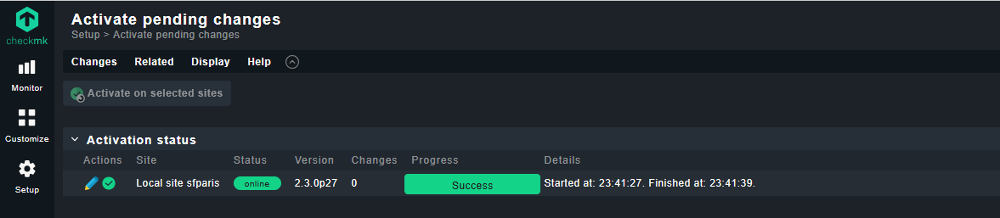 Activate pending changes
Setup > Activate pending changes
checkmk
Changes Related Display Help
Monitor
Activate on selected sites
Customize
Activation status
Actions Site Status Version Changes Progress Details
Setup
Local site sfparis online 2.3.0p27 0 Success Started at: 23:41:27. Finished at: 23:41:39.